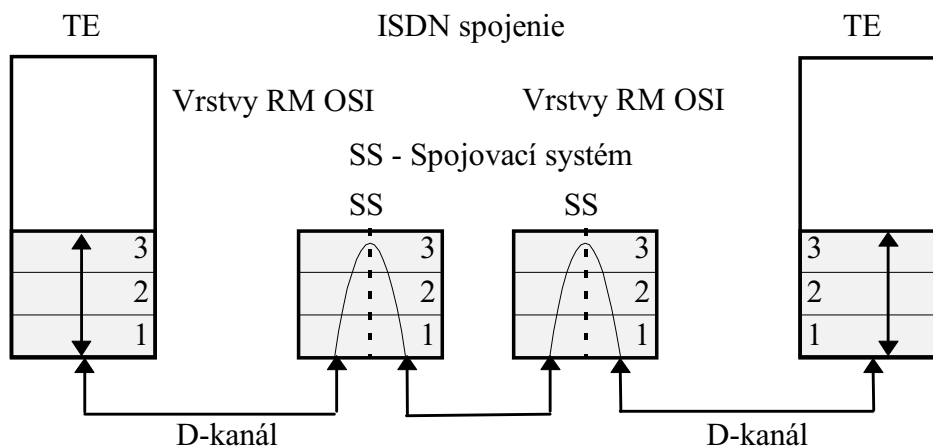 TE ISDN spojenie TE
Vrstvy RM OSI Vrstvy RM OSI
SS - Spojovací systém
SS SS
3 3 3 3
2 2 2 2
1 1 1 1
D-kanál D-kanál